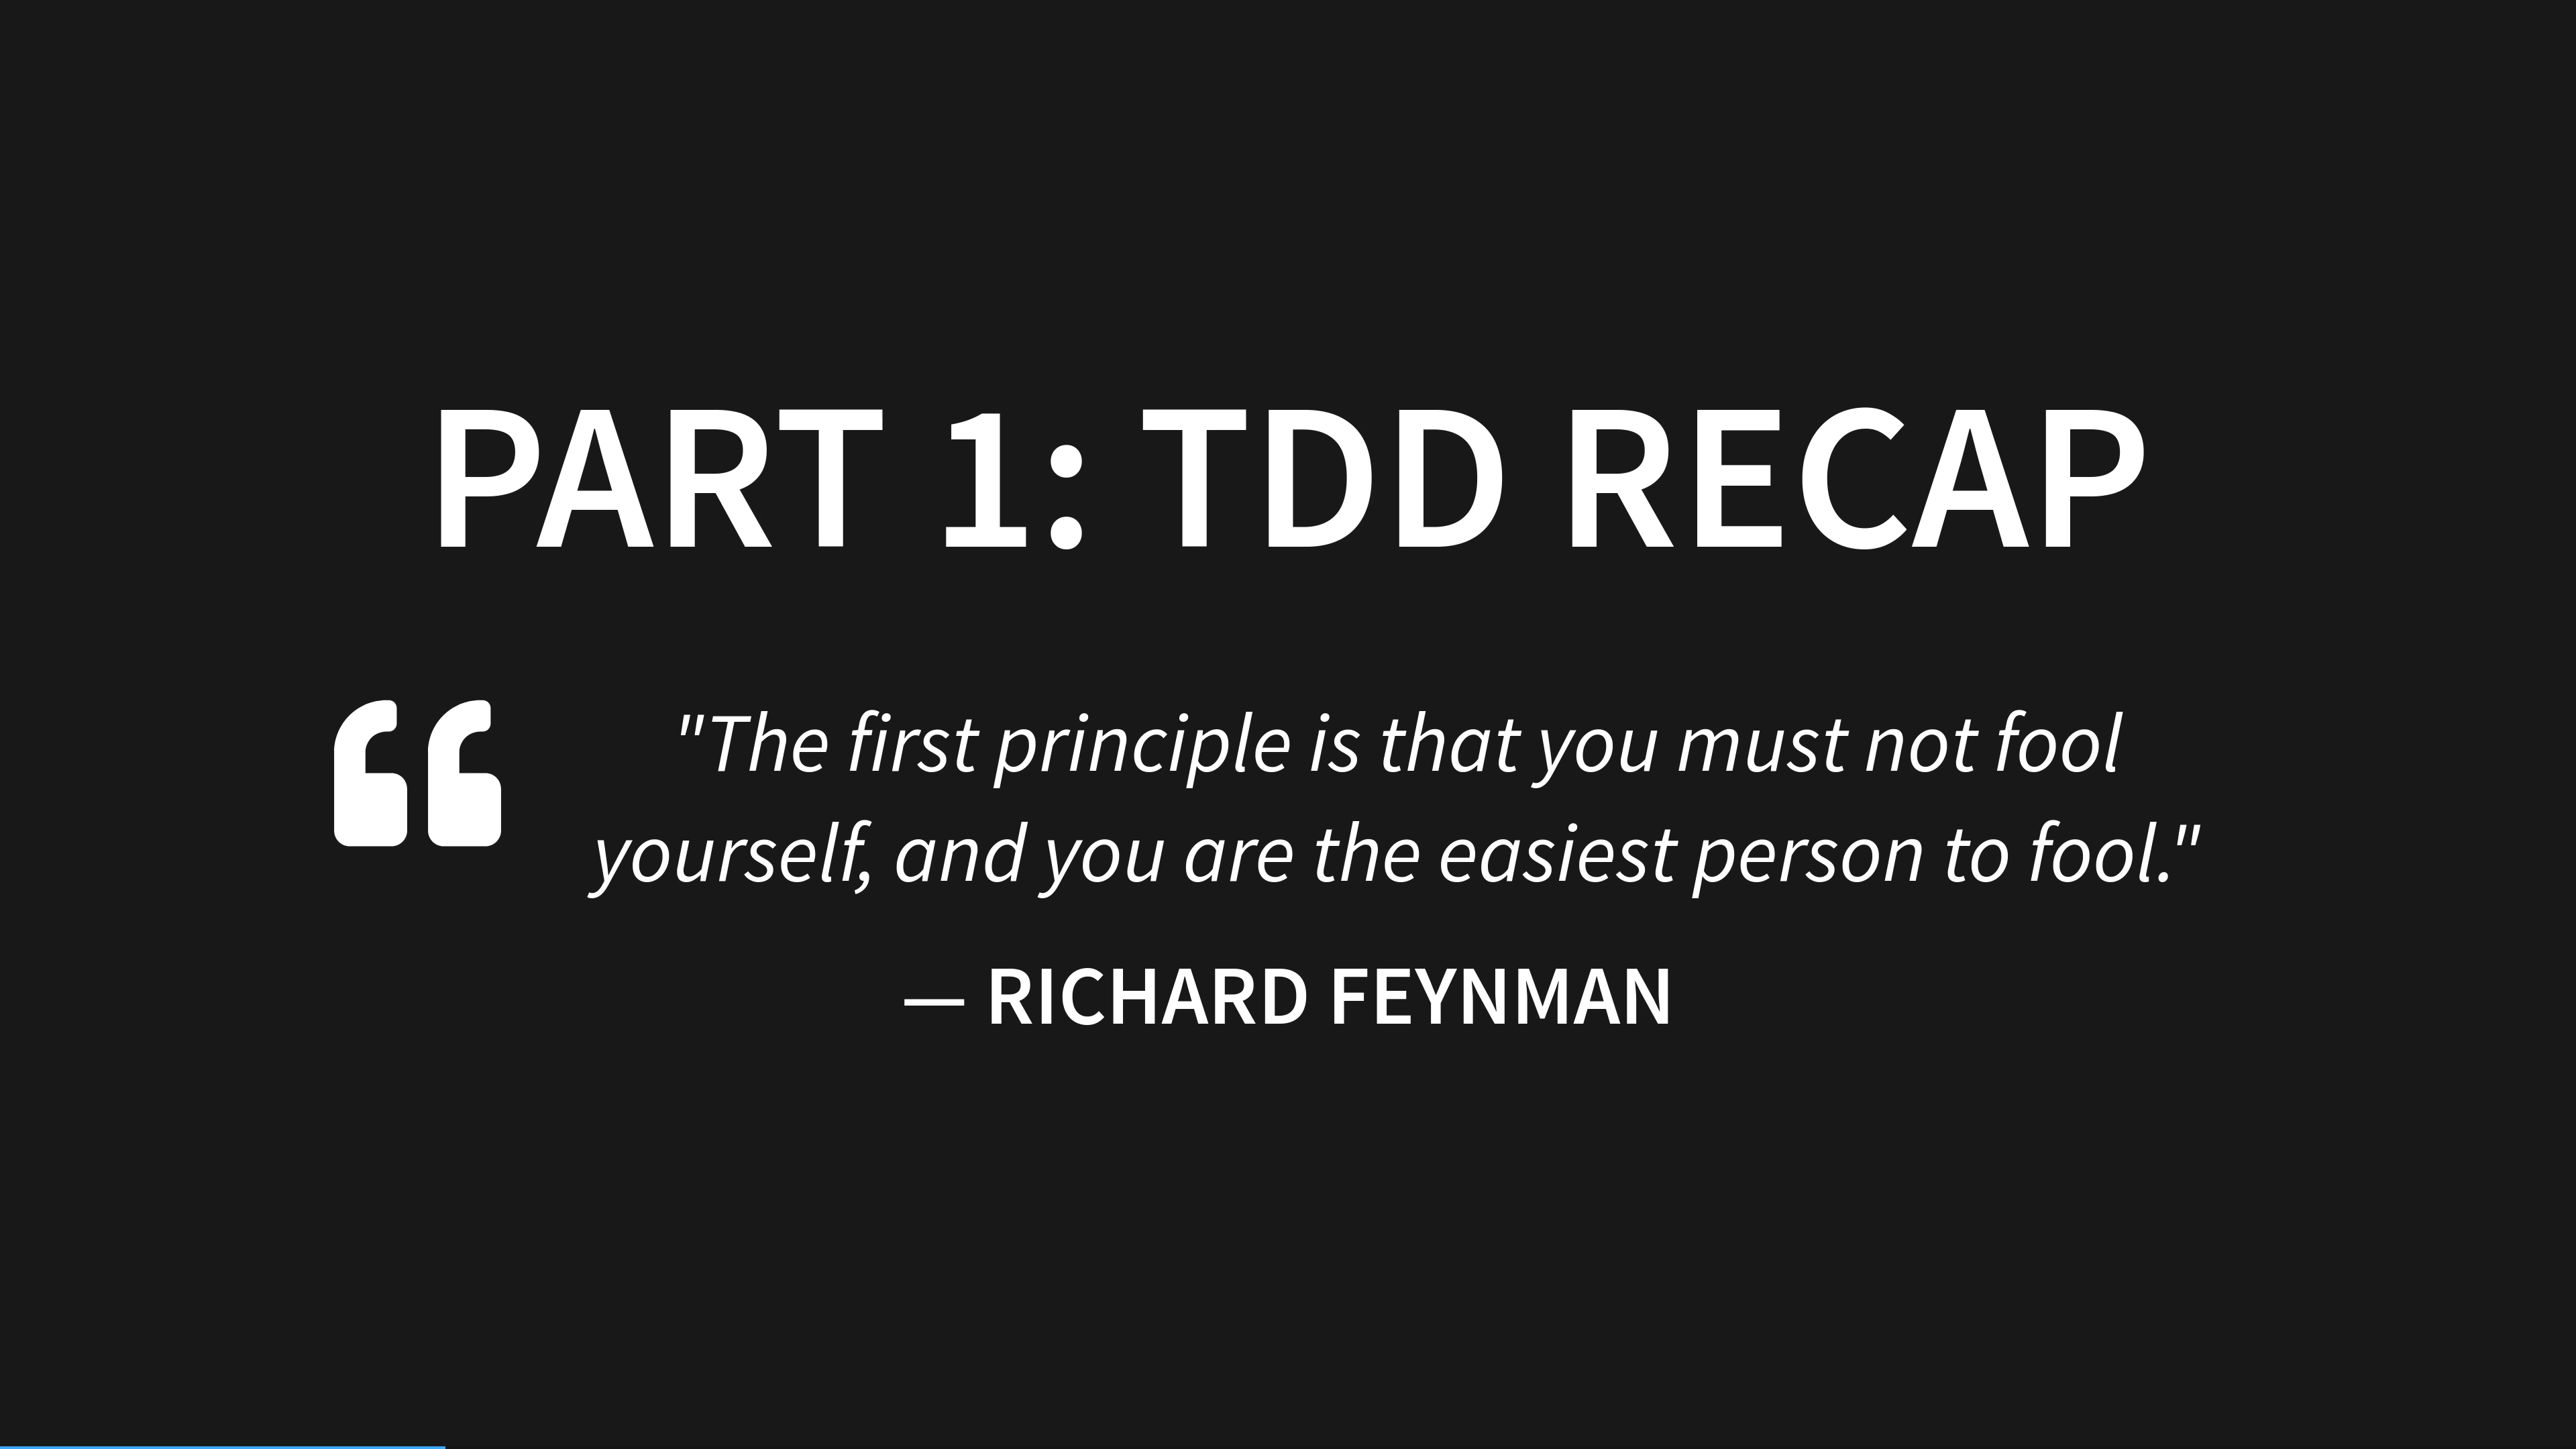 PART 1: TDD RECAP
"The first principle is that you must not fool
yourself, and you are the easiest person to fool."
— RICHARD FEYNMAN